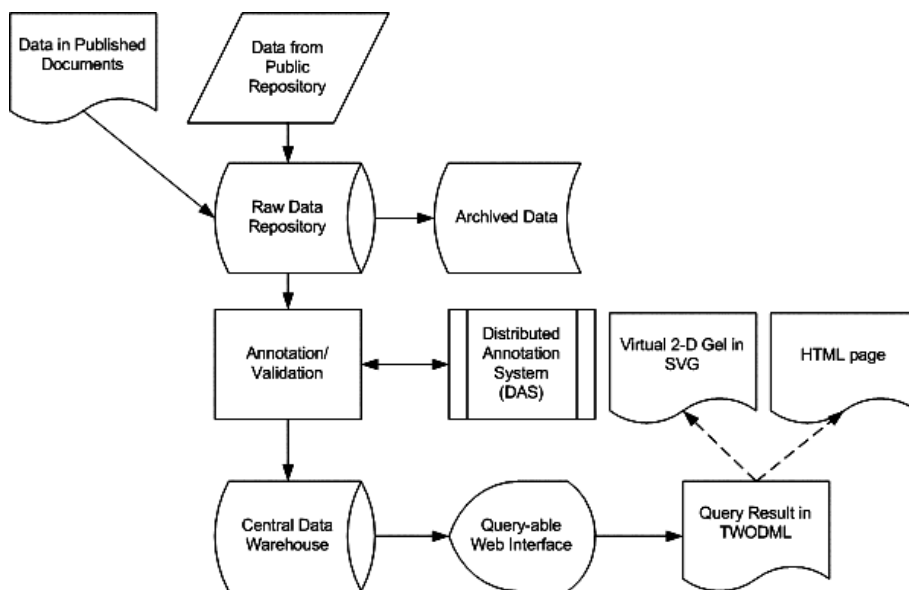 Data in Published
Documents
Data from
Public
Repository
Raw Data
Repository
Archived Data
Annotation/
Validation
Distributed
Annotation
System
(DAS)
Virtual 2-D Gel in
SVG
HTML page
Central Data
Warehouse
Query-able
Web Interface
Query Result in
TWODML